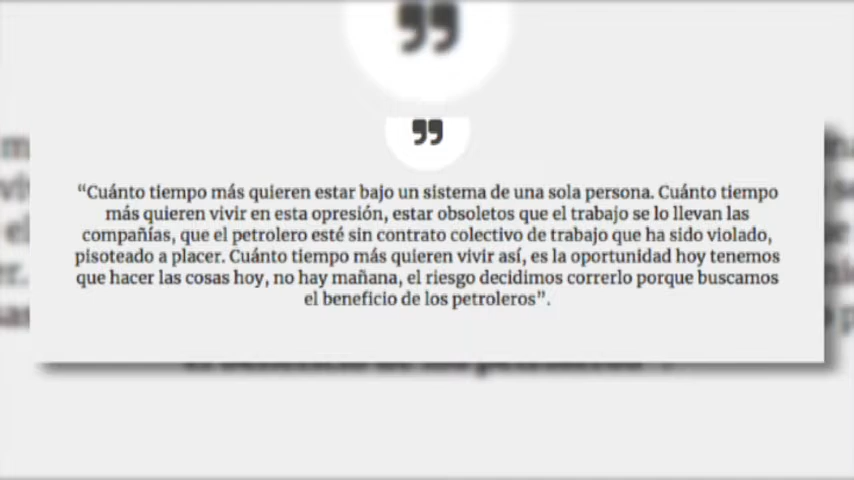 “Cuánto tiempo más quieren estar bajo un sistema de una sola persona. Cuánto tiempo
más quieren vivir en esta opresión, estar obsoletos que el trabajo se lo llevan las
compañías, que el petrolero esté sin contrato colectivo de trabajo que ha sido violado,
pisoteado a placer. Cuánto tiempo más quieren vivir así, es la oportunidad hoy tenemos
que hacer las cosas hoy, no hay mañana, el riesgo decidimos correrlo porque buscamos
el beneficio de los petroleros”.